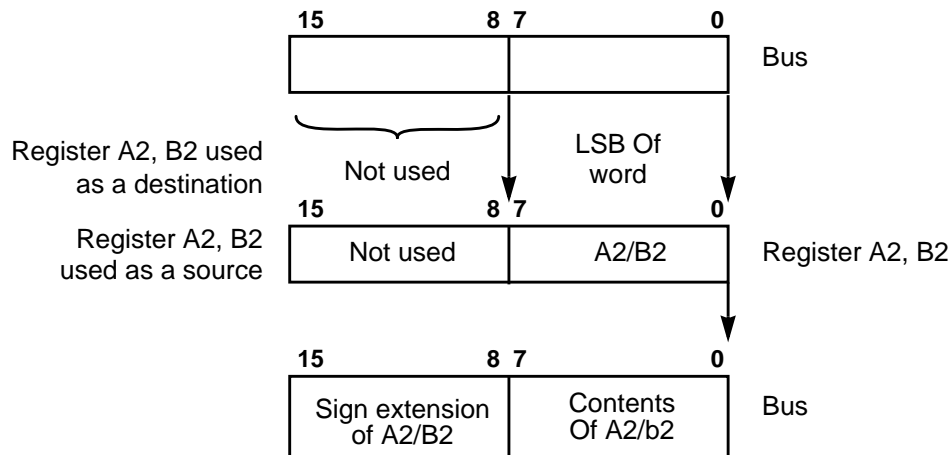 15 8 7 0
Bus
Register A2, B2 used
as a destination
Not used
LSB Of
word
15 8 7 0
Register A2, B2
used as a source
Not used
A2/B2
Register A2, B2
15 8 7 0
Sign extension
of A2/B2
Contents
Of A2/b2
Bus